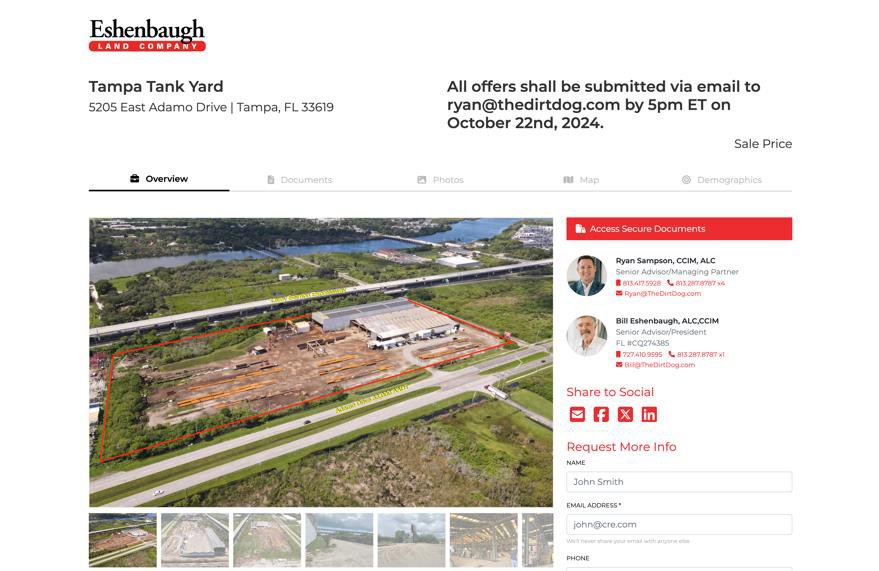 Eshenbaugh
LAND COMPANY
Tampa Tank Yard
5205 East Adamo Drive | Tampa, FL 33619
All offers shall be submitted via email to
ryan@thedirtdog.com by 5pm ET on
October 22nd, 2024.
Sale Price
Overview
Documents
Photos
Map
Demographics
Access Secure Documents
Ryan Sampson, CCIM, ALC
Senior Advisor/Managing Partner
813.417.5928 813.287.8787 x4
Ryan@TheDirtDog.com
Bill Eshenbaugh, ALC,CCIM
Senior Advisor/President
FL #CQ274385
727.410.9595 813.287.8787 x1
Bill@TheDirtDog.com
Share to Social
Request More Info
NAME
John Smith
EMAIL ADDRESS *
john@cre.com
We'll never share your email with anyone else.
PHONE